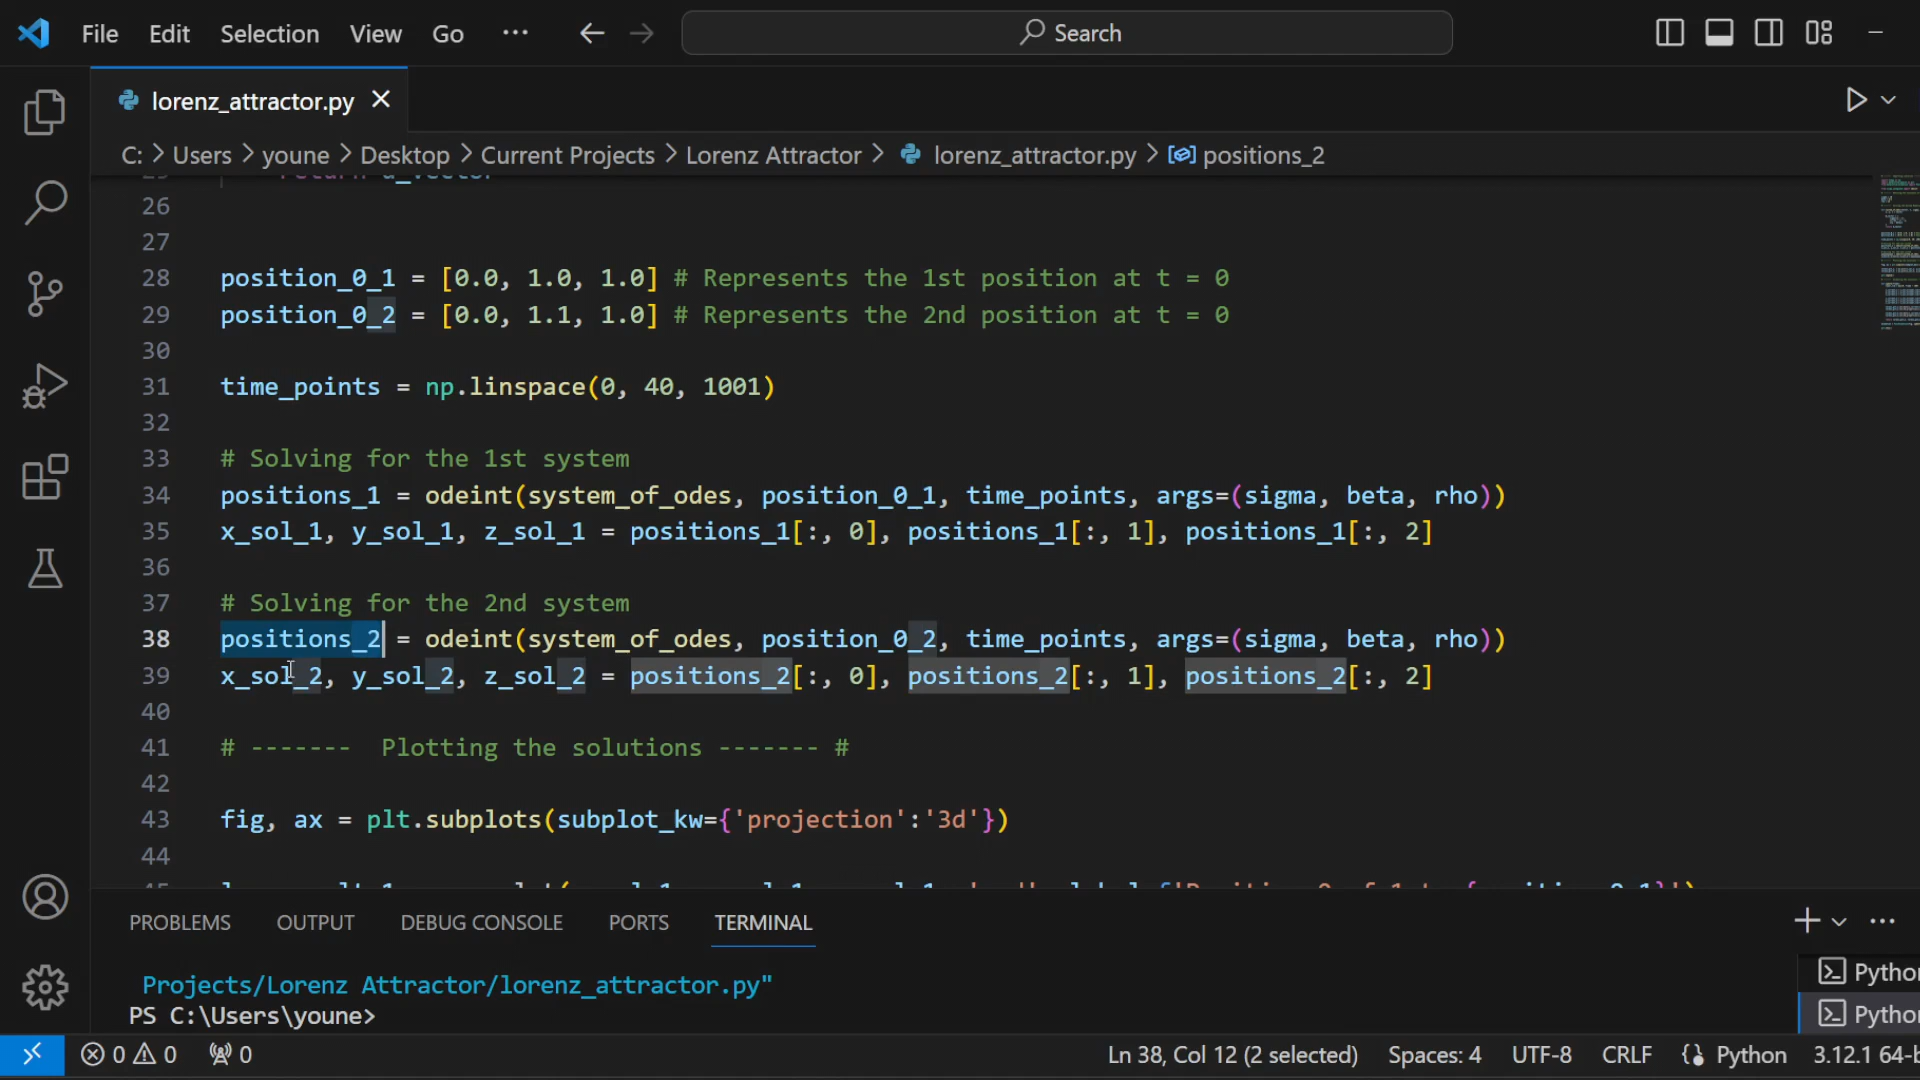 File Edit Selection View Go ··· Search
lorenz_attractor.py
C: > Users > youne > Desktop > Current Projects > Lorenz Attractor > lorenz_attractor.py > positions_2
25 return d_vector
26
27
28 position_0_1 = [0.0, 1.0, 1.0] # Represents the 1st position at t = 0
29 position_0_2 = [0.0, 1.1, 1.0] # Represents the 2nd position at t = 0
30
31 time_points = np.linspace(0, 40, 1001)
32
33 # Solving for the 1st system
34 positions_1 = odeint(system_of_odes, position_0_1, time_points, args=(sigma, beta, rho))
35 x_sol_1, y_sol_1, z_sol_1 = positions_1[:, 0], positions_1[:, 1], positions_1[:, 2]
36
37 # Solving for the 2nd system
38 positions_2 = odeint(system_of_odes, position_0_2, time_points, args=(sigma, beta, rho))
39 x_sol_2, y_sol_2, z_sol_2 = positions_2[:, 0], positions_2[:, 1], positions_2[:, 2]
40
41 # ------- Plotting the solutions ------- #
42
43 fig, ax = plt.subplots(subplot_kw={'projection':'3d'})
44
PROBLEMS OUTPUT DEBUG CONSOLE PORTS TERMINAL
Projects/Lorenz Attractor/lorenz_attractor.py"
Pytho
PS C:\Users\youne>
Pytho
0 0 0 Ln 38, Col 12 (2 selected) Spaces: 4 UTF-8 CRLF Python 3.12.1 64-b